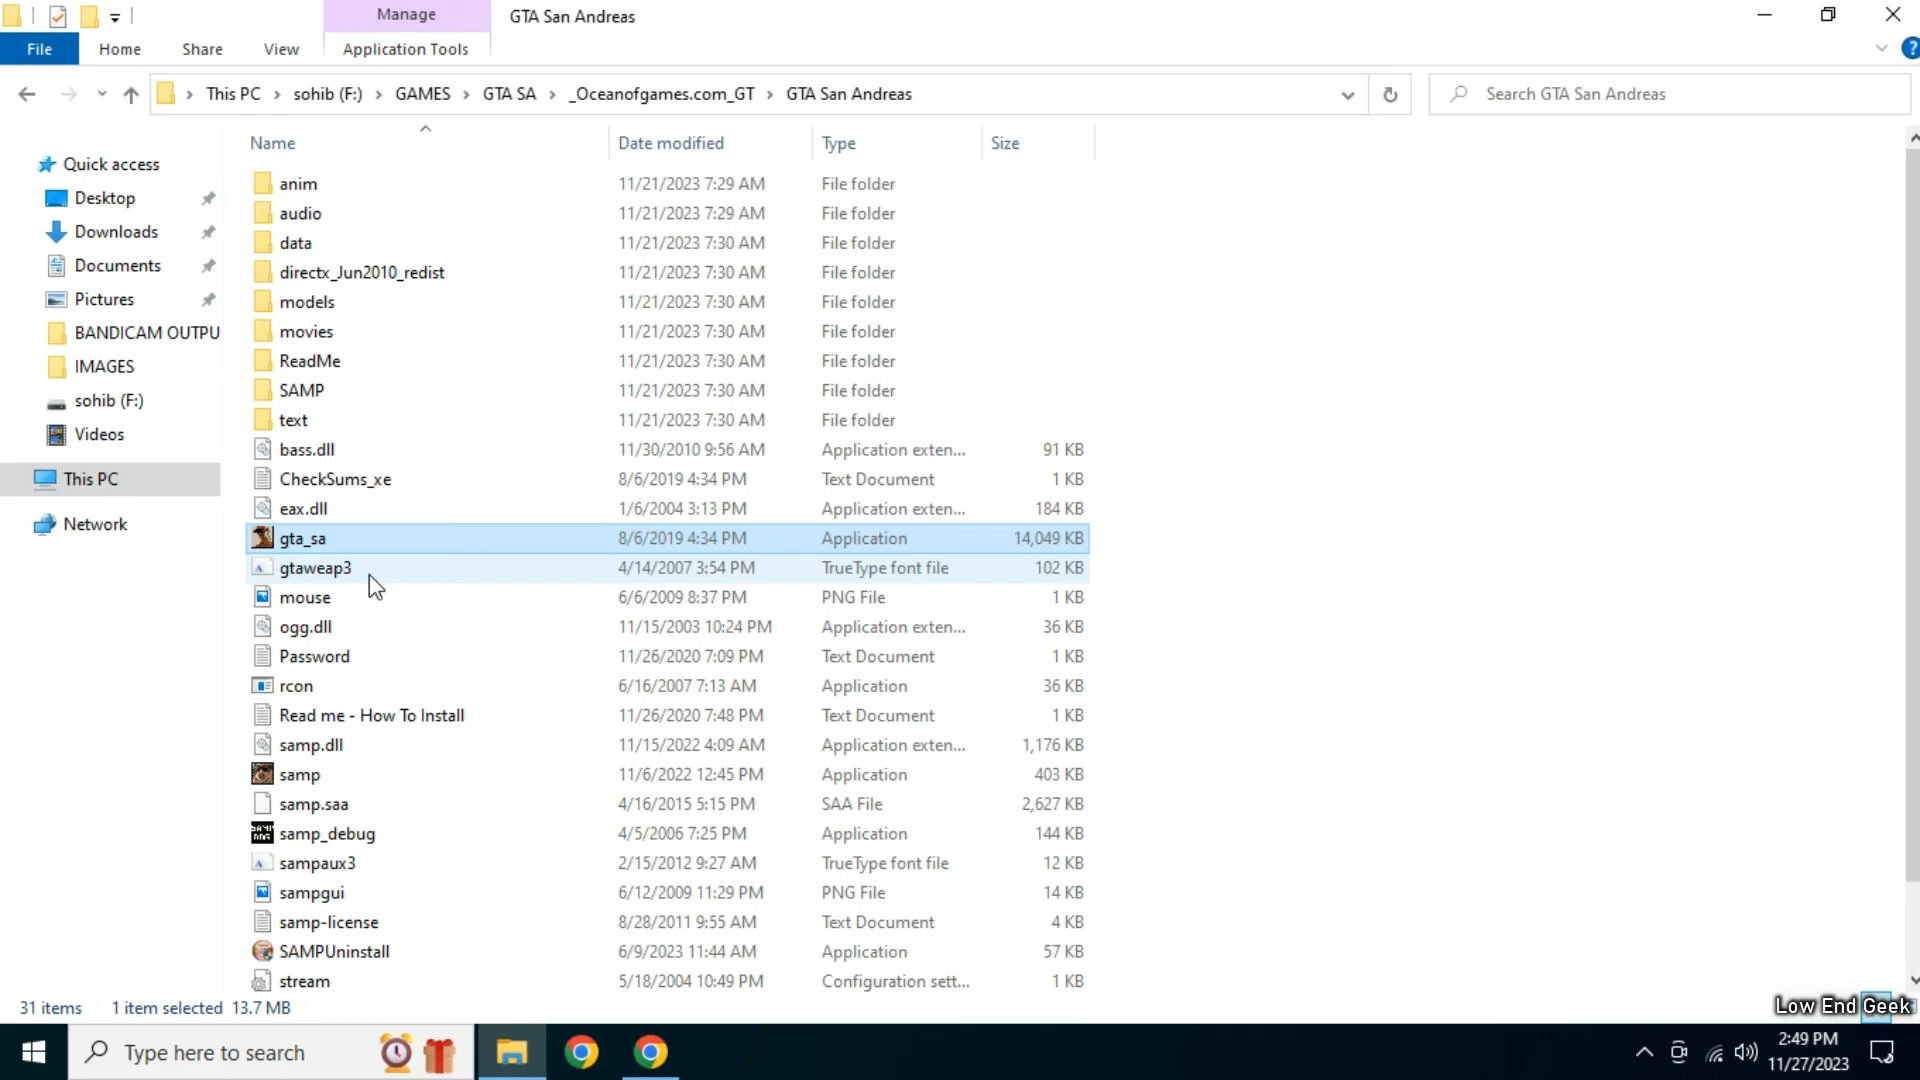 Manage
GTA San Andreas
File Home Share View Application Tools
This PC sohib (F:) GAMES GTA SA _Oceanofgames.com_GT GTA San Andreas
Search GTA San Andreas
Name Date modified Type Size
Quick access
Desktop
Downloads
Documents
Pictures
BANDICAM OUTPU
IMAGES
sohib (F:)
Videos
This PC
Network
anim 11/21/2023 7:29 AM File folder
audio 11/21/2023 7:29 AM File folder
data 11/21/2023 7:30 AM File folder
directx_Jun2010_redist 11/21/2023 7:30 AM File folder
models 11/21/2023 7:30 AM File folder
movies 11/21/2023 7:30 AM File folder
ReadMe 11/21/2023 7:30 AM File folder
SAMP 11/21/2023 7:30 AM File folder
text 11/21/2023 7:30 AM File folder
bass.dll 11/30/2010 9:56 AM Application exten... 91 KB
CheckSums_xe 8/6/2019 4:34 PM Text Document 1 KB
eax.dll 1/6/2004 3:13 PM Application exten... 184 KB
gta_sa 8/6/2019 4:34 PM Application 14,049 KB
gtaweap3 4/14/2007 3:54 PM TrueType font file 102 KB
mouse 6/6/2009 8:37 PM PNG File 1 KB
ogg.dll 11/15/2003 10:24 PM Application exten... 36 KB
Password 11/26/2020 7:09 PM Text Document 1 KB
rcon 6/16/2007 7:13 AM Application 36 KB
Read me - How To Install 11/26/2020 7:48 PM Text Document 1 KB
samp.dll 11/15/2022 4:09 AM Application exten... 1,176 KB
samp 11/6/2022 12:45 PM Application 403 KB
samp.saa 4/16/2015 5:15 PM SAA File 2,627 KB
samp_debug 4/5/2006 7:25 PM Application 144 KB
sampaux3 2/15/2012 9:27 AM TrueType font file 12 KB
sampgui 6/12/2009 11:29 PM PNG File 14 KB
samp-license 8/28/2011 9:55 AM Text Document 4 KB
SAMPUninstall 6/9/2023 11:44 AM Application 57 KB
stream 5/18/2004 10:49 PM Configuration sett... 1 KB
31 items 1 item selected 13.7 MB
Low End Geek
Type here to search
2:49 PM
11/27/2023